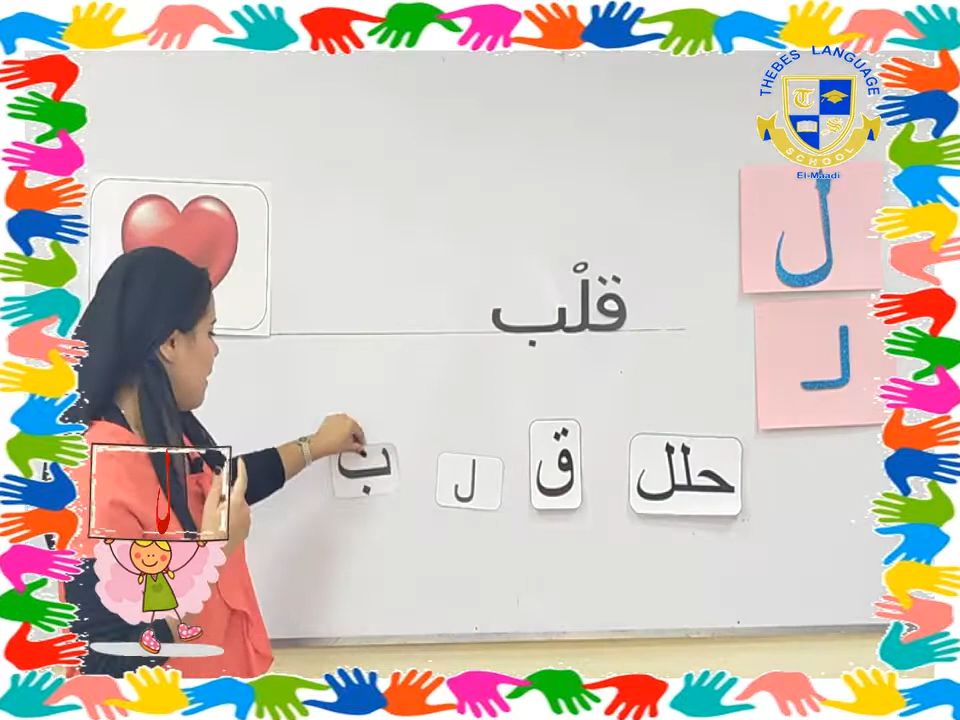 THEBES LANGUAGE
T S
SCHOOL
El-Maadi
ل
قلْب
لـ
حلل ق ل ب
ل